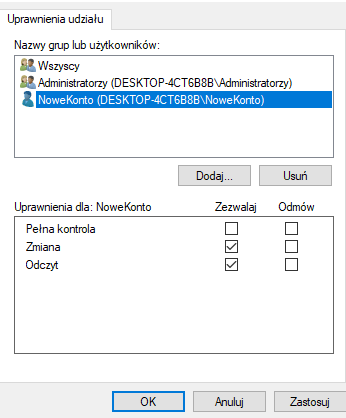 Uprawnienia udziału
Nazwy grup lub użytkowników:
Wszyscy
Administratorzy (DESKTOP-4CT6B8B\Administratorzy)
NoweKonto (DESKTOP-4CT6B8B\NoweKonto)
Dodaj... Usuń
Uprawnienia dla: NoweKonto Zezwalaj Odmów
Pełna kontrola
Zmiana
Odczyt
OK Anuluj Zastosuj